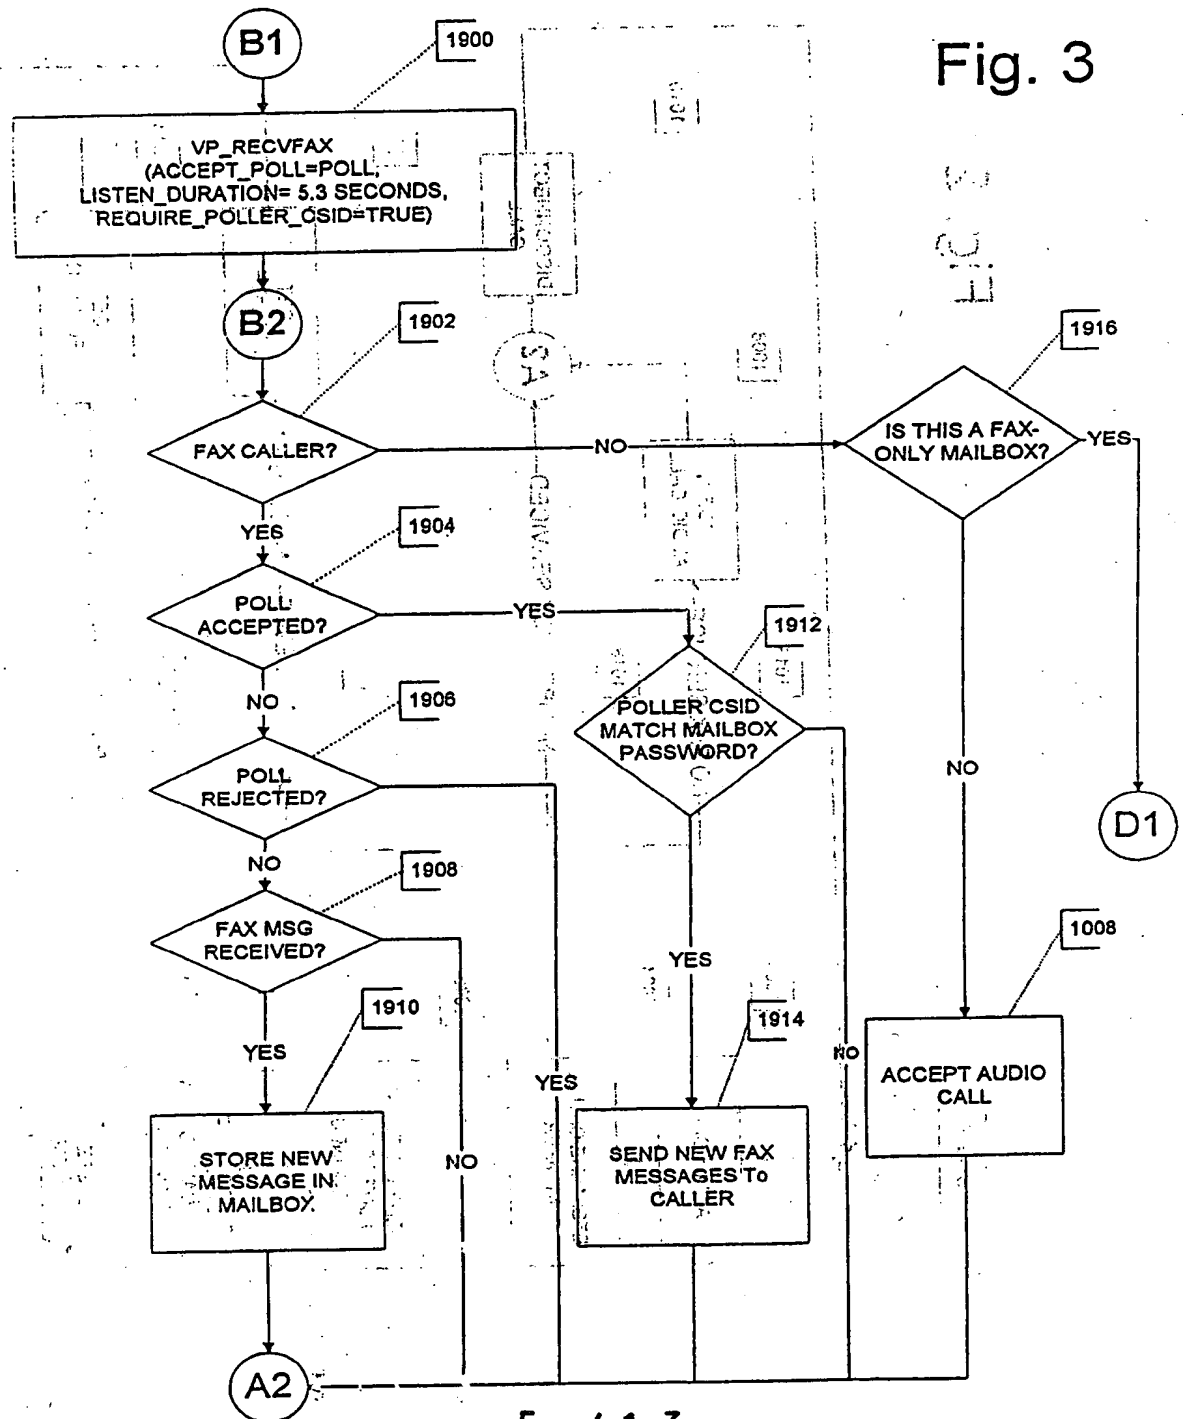 B1
1900
Fig. 3
VP_RECVFAX
(ACCEPT_POLL=POLL,
LISTEN_DURATION= 5.3 SECONDS,
REQUIRE_POLLER_CSID=TRUE)
B2
1902
1916
FAX CALLER?
NO
IS THIS A FAX-
ONLY MAILBOX?
YES
YES
1904
POLL
ACCEPTED?
YES
1912
NO
1906
POLLER CSID
MATCH MAILBOX
PASSWORD?
POLL
REJECTED?
NO
D1
NO
1908
FAX MSG
RECEIVED?
1008
YES
1910
1914
YES
NO
ACCEPT AUDIO
CALL
YES
STORE NEW
MESSAGE IN
MAILBOX
NO
SEND NEW FAX
MESSAGES To
CALLER
A2